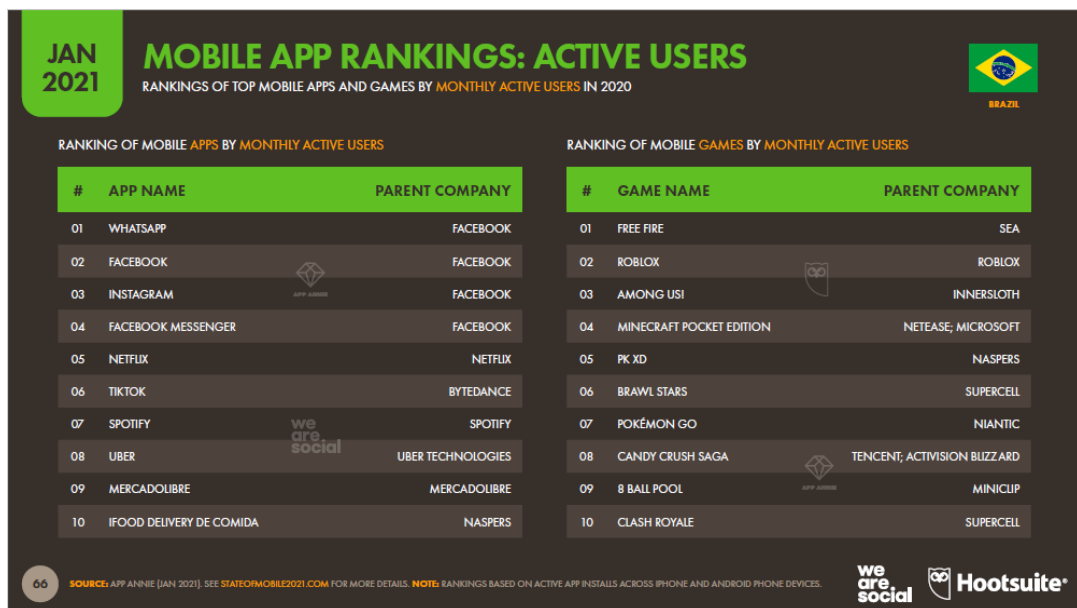 JAN
2021
MOBILE APP RANKINGS: ACTIVE USERS
RANKINGS OF TOP MOBILE APPS AND GAMES BY MONTHLY ACTIVE USERS IN 2020
BRAZIL
RANKING OF MOBILE APPS BY MONTHLY ACTIVE USERS
# APP NAME PARENT COMPANY
01 WHATSAPP FACEBOOK
02 FACEBOOK FACEBOOK
03 INSTAGRAM FACEBOOK
04 FACEBOOK MESSENGER FACEBOOK
05 NETFLIX NETFLIX
06 TIKTOK BYTEDANCE
07 SPOTIFY SPOTIFY
08 UBER UBER TECHNOLOGIES
09 MERCADOLIBRE MERCADOLIBRE
10 IFOOD DELIVERY DE COMIDA NASPERS
APP ANNIE
we
are
social
RANKING OF MOBILE GAMES BY MONTHLY ACTIVE USERS
# GAME NAME PARENT COMPANY
01 FREE FIRE SEA
02 ROBLOX ROBLOX
03 AMONG US! INNERSLOTH
04 MINECRAFT POCKET EDITION NETEASE; MICROSOFT
05 PK XD NASPERS
06 BRAWL STARS SUPERCELL
07 POKÉMON GO NIANTIC
08 CANDY CRUSH SAGA TENCENT; ACTIVISION BLIZZARD
09 8 BALL POOL MINICLIP
10 CLASH ROYALE SUPERCELL
APP ANNIE
66
SOURCE: APP ANNIE (JAN 2021). SEE STATEOFMOBILE2021.COM FOR MORE DETAILS. NOTE: RANKINGS BASED ON ACTIVE APP INSTALLS ACROSS IPHONE AND ANDROID PHONE DEVICES.
we
are
social
Hootsuite®